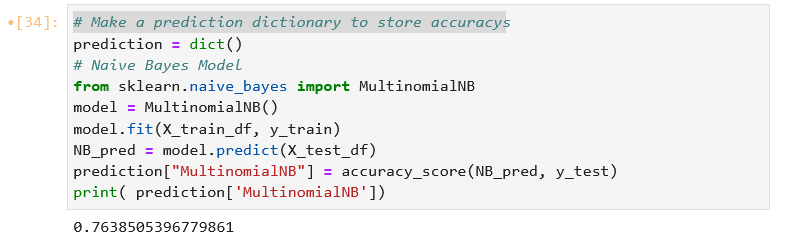 [34]: # Make a prediction dictionary to store accuracys
prediction = dict()
# Naive Bayes Model
from sklearn.naive_bayes import MultinomialNB
model = MultinomialNB()
model.fit(X_train_df, y_train)
NB_pred = model.predict(X_test_df)
prediction["MultinomialNB"] = accuracy_score(NB_pred, y_test)
print( prediction['MultinomialNB'])
0.7638505396779861